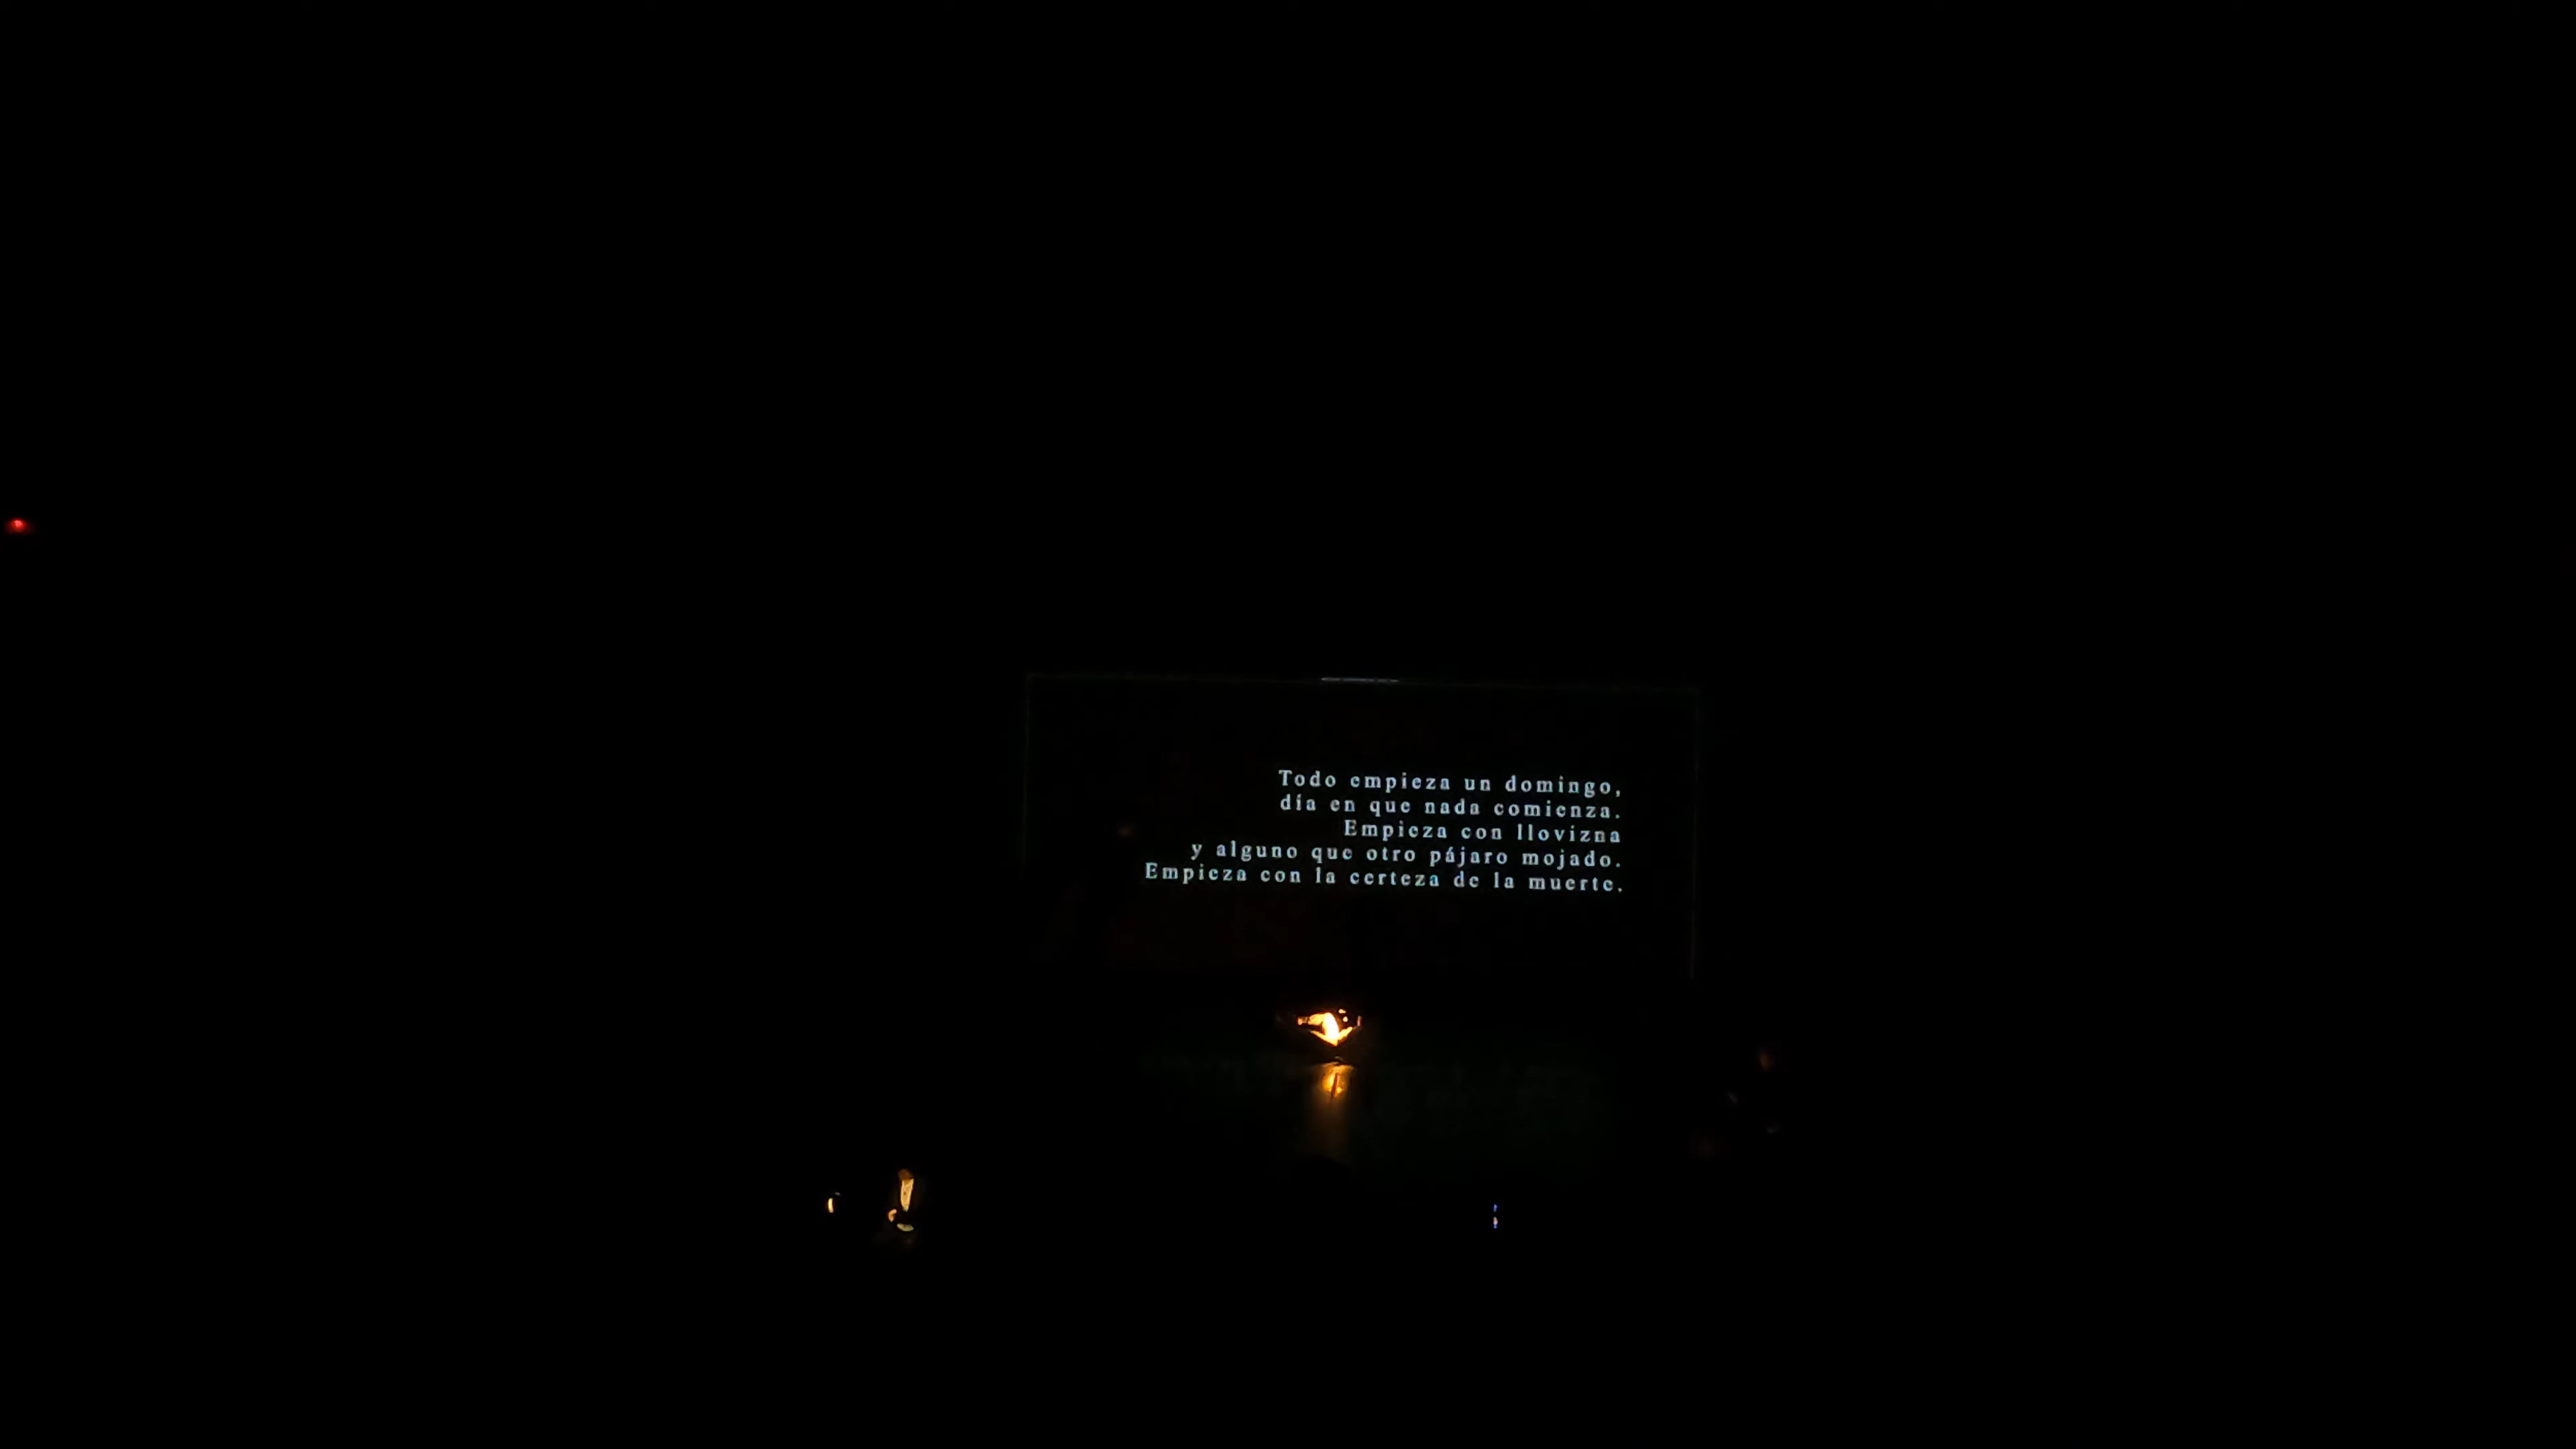 Todo empieza un domingo,
día en que nada comienza.
Empieza con llovizna
y alguno que otro pájaro mojado.
Empieza con la certeza de la muerte.